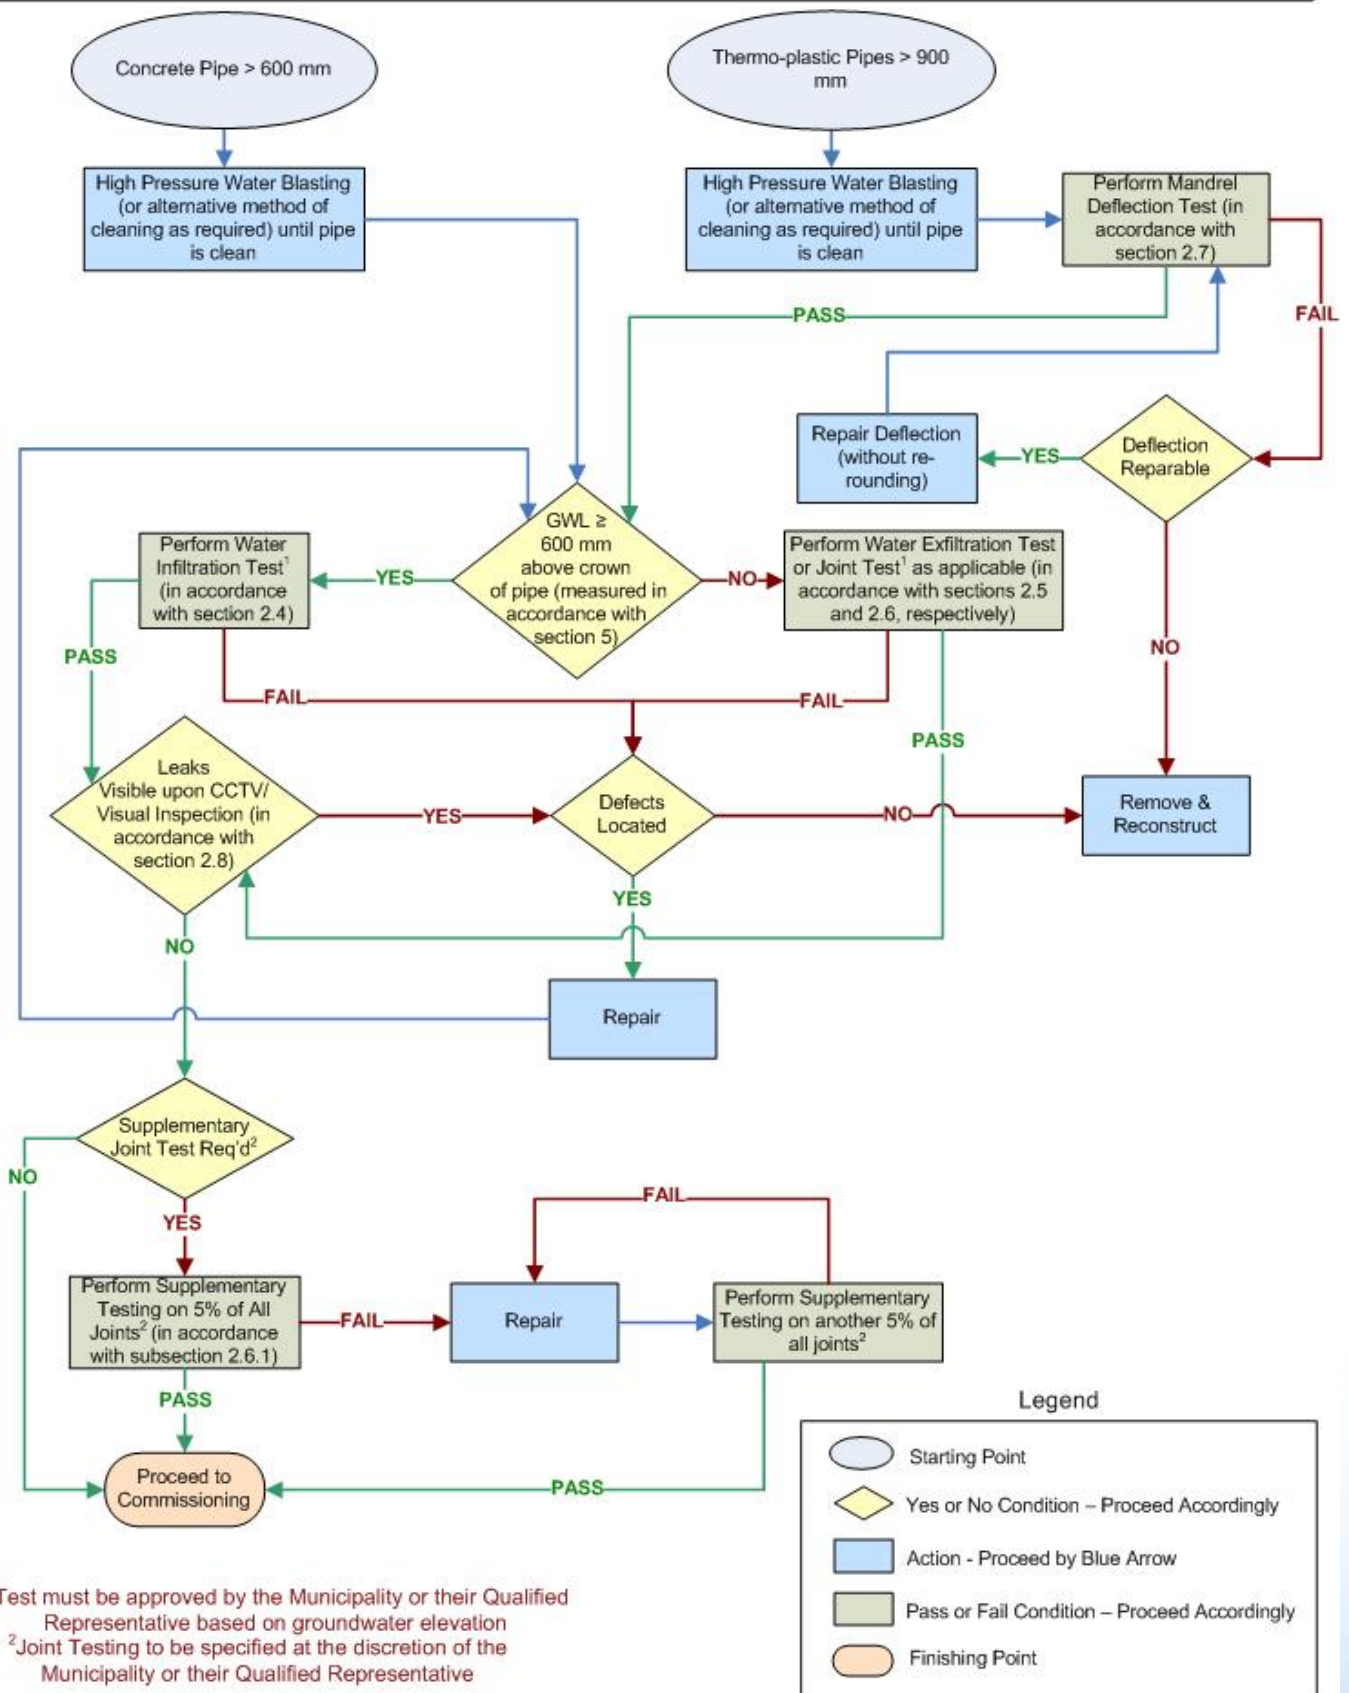 Concrete Pipe > 600 mm
Thermo-plastic Pipes > 900
mm
High Pressure Water Blasting
(or alternative method of
cleaning as required) until pipe
is clean
High Pressure Water Blasting
(or alternative method of
cleaning as required) until pipe
is clean
Perform Mandrel
Deflection Test (in
accordance with
section 2.7)
PASS
FAIL
Repair Deflection
(without re-
rounding)
YES
Deflection
Reparable
Perform Water
Infiltration Test¹
(in accordance
with section 2.4)
YES
GWL ≥
600 mm
above crown
of pipe (measured in
accordance with
section 5)
NO
Perform Water Exfiltration Test
or Joint Test¹ as applicable (in
accordance with sections 2.5
and 2.6, respectively)
NO
PASS
FAIL
FAIL
PASS
Leaks
Visible upon CCTV/
Visual Inspection (in
accordance with
section 2.8)
YES
Defects
Located
NO
Remove &
Reconstruct
YES
NO
Repair
Supplementary
Joint Test Req'd²
NO
YES
FAIL
Perform Supplementary
Testing on 5% of All
Joints² (in accordance
with subsection 2.6.1)
FAIL
Repair
Perform Supplementary
Testing on another 5% of
all joints²
PASS
Proceed to
Commissioning
PASS
Legend
Starting Point
Yes or No Condition – Proceed Accordingly
Action - Proceed by Blue Arrow
Pass or Fail Condition – Proceed Accordingly
Finishing Point
Test must be approved by the Municipality or their Qualified
Representative based on groundwater elevation
²Joint Testing to be specified at the discretion of the
Municipality or their Qualified Representative